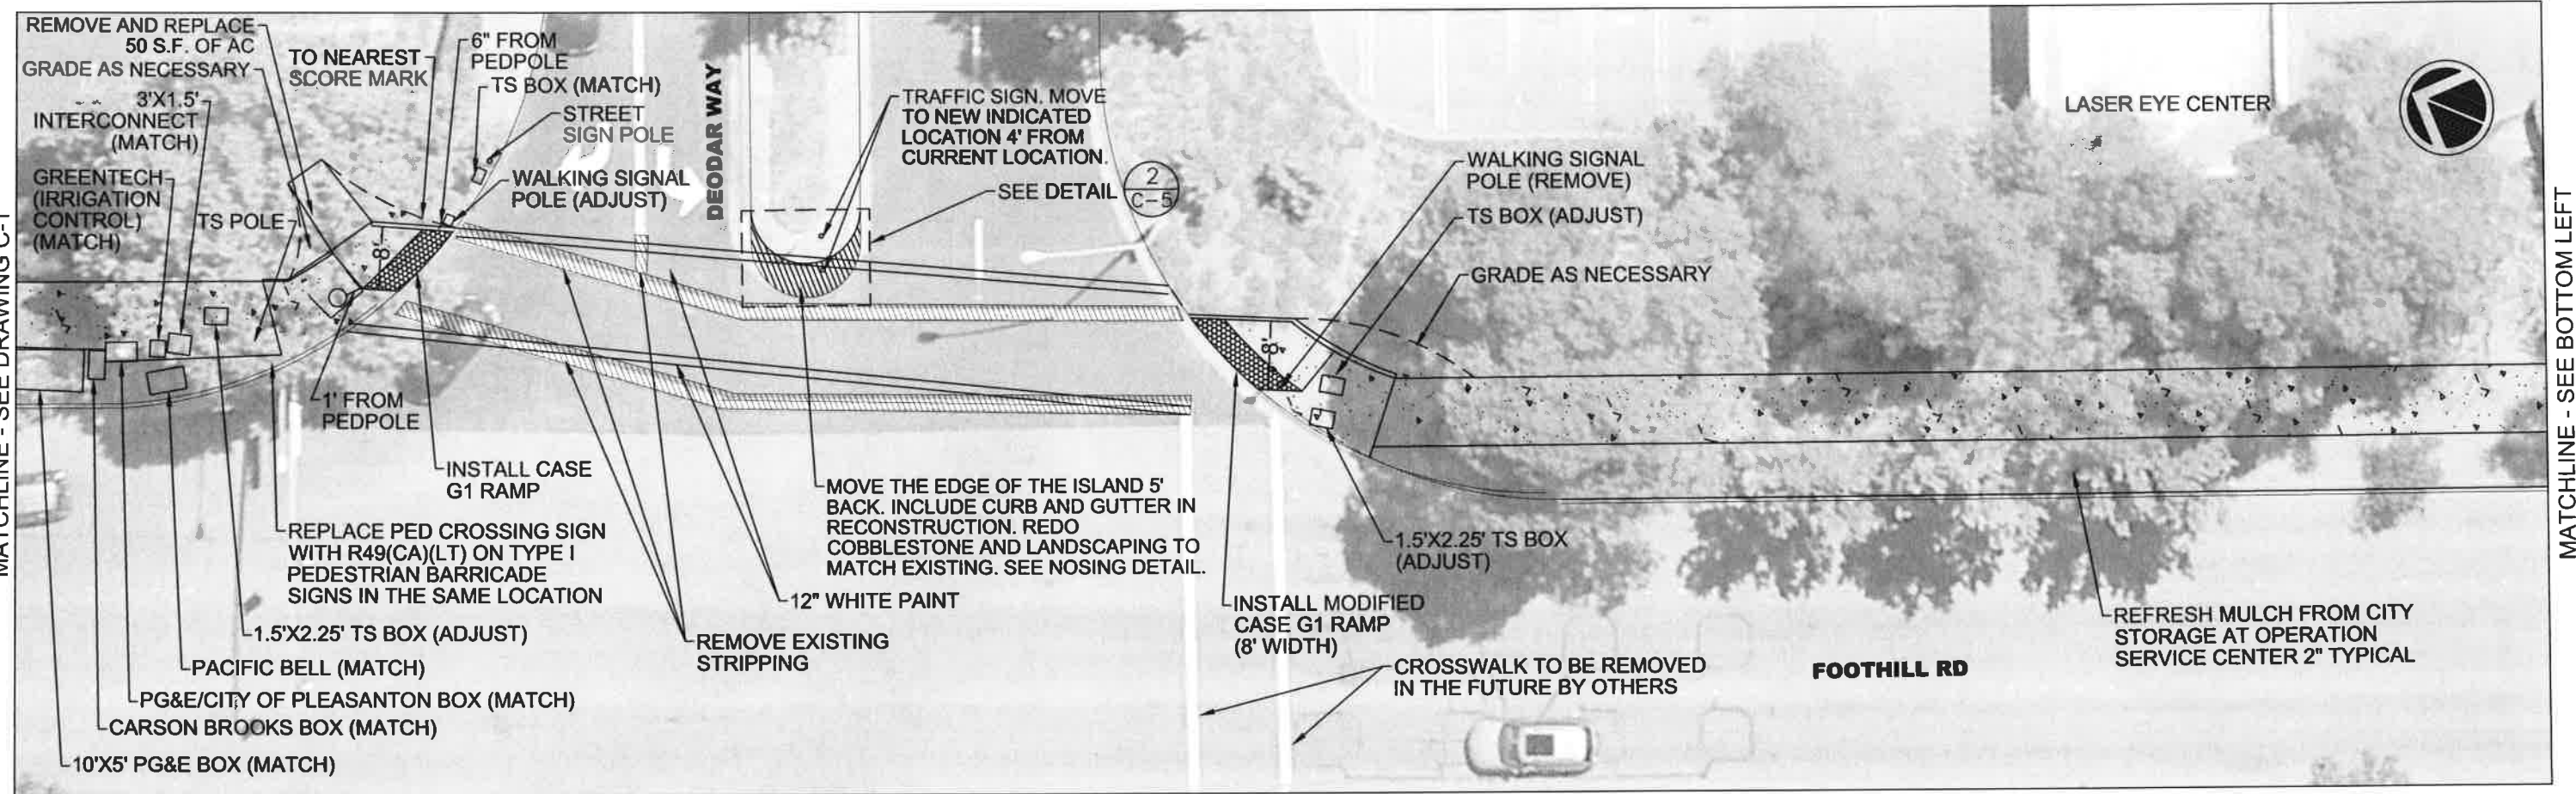 REMOVE AND REPLACE
50 S.F. OF AC
GRADE AS NECESSARY
3'X1.5'
INTERCONNECT
(MATCH)
GREENTECH
(IRRIGATION
CONTROL)
(MATCH)
TS POLE
TO NEAREST
SCORE MARK
6" FROM
PEDPOLE
TS BOX (MATCH)
STREET
SIGN POLE
WALKING SIGNAL
POLE (ADJUST)
DEODAR WAY
TRAFFIC SIGN. MOVE
TO NEW INDICATED
LOCATION 4' FROM
CURRENT LOCATION.
SEE DETAIL
2
C-5
WALKING SIGNAL
POLE (REMOVE)
TS BOX (ADJUST)
GRADE AS NECESSARY
LASER EYE CENTER
MATCHLINE - SEE DRAWING C-1
MATCHLINE - SEE BOTTOM LEFT
8'
8'
1' FROM
PEDPOLE
INSTALL CASE
G1 RAMP
REPLACE PED CROSSING SIGN
WITH R49(CA)(LT) ON TYPE I
PEDESTRIAN BARRICADE
SIGNS IN THE SAME LOCATION
1.5'X2.25' TS BOX (ADJUST)
PACIFIC BELL (MATCH)
PG&E/CITY OF PLEASANTON BOX (MATCH)
CARSON BROOKS BOX (MATCH)
10'X5' PG&E BOX (MATCH)
REMOVE EXISTING
STRIPPING
12" WHITE PAINT
MOVE THE EDGE OF THE ISLAND 5'
BACK. INCLUDE CURB AND GUTTER IN
RECONSTRUCTION. REDO
COBBLESTONE AND LANDSCAPING TO
MATCH EXISTING. SEE NOSING DETAIL.
INSTALL MODIFIED
CASE G1 RAMP
(8' WIDTH)
1.5'X2.25' TS BOX
(ADJUST)
CROSSWALK TO BE REMOVED
IN THE FUTURE BY OTHERS
FOOTHILL RD
REFRESH MULCH FROM CITY
STORAGE AT OPERATION
SERVICE CENTER 2" TYPICAL